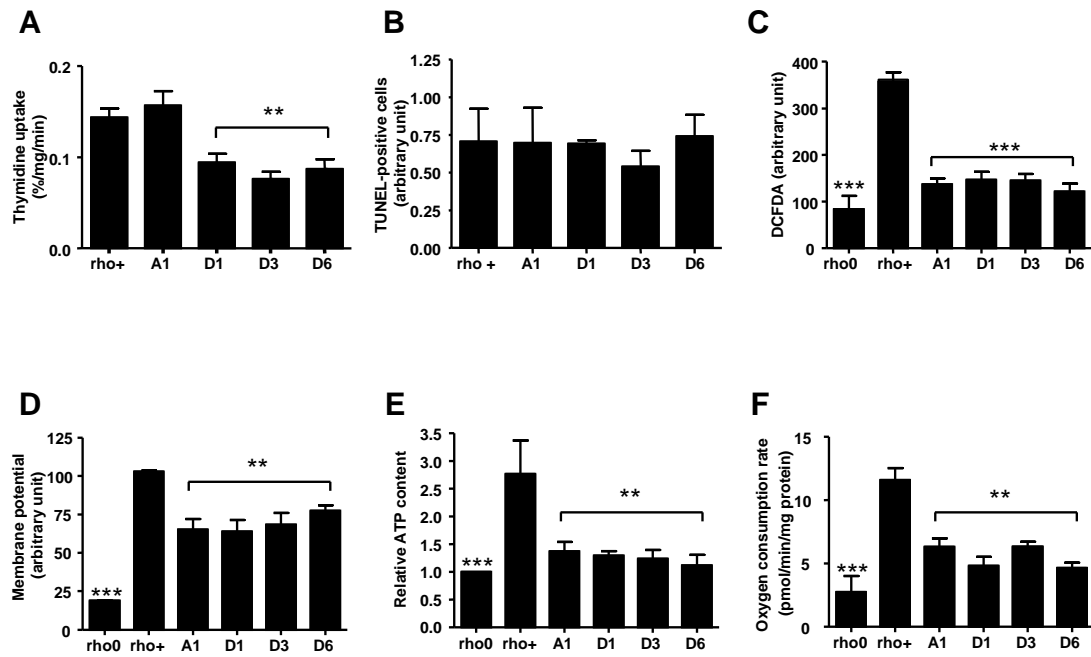 A
Thymidine uptake
(%/mg/min)
0.2
0.1
0.0
**
rho+ A1 D1 D3 D6
B
TUNEL-positive cells
(arbitrary unit)
1.25
1.00
0.75
0.50
0.25
0.00
rho + A1 D1 D3 D6
C
DCFDA (arbitrary unit)
400
300
200
100
0
***
***
rho0 rho+ A1 D1 D3 D6
D
Membrane potential
(arbitrary unit)
125
100
75
50
25
0
**
***
rho0 rho+ A1 D1 D3 D6
E
Relative ATP content
3.5
3.0
2.5
2.0
1.5
1.0
0.5
0.0
**
***
rho0 rho+ A1 D1 D3 D6
F
Oxygen consumption rate
(pmol/min/mg protein)
15
10
5
0
**
***
rho0 rho+ A1 D1 D3 D6